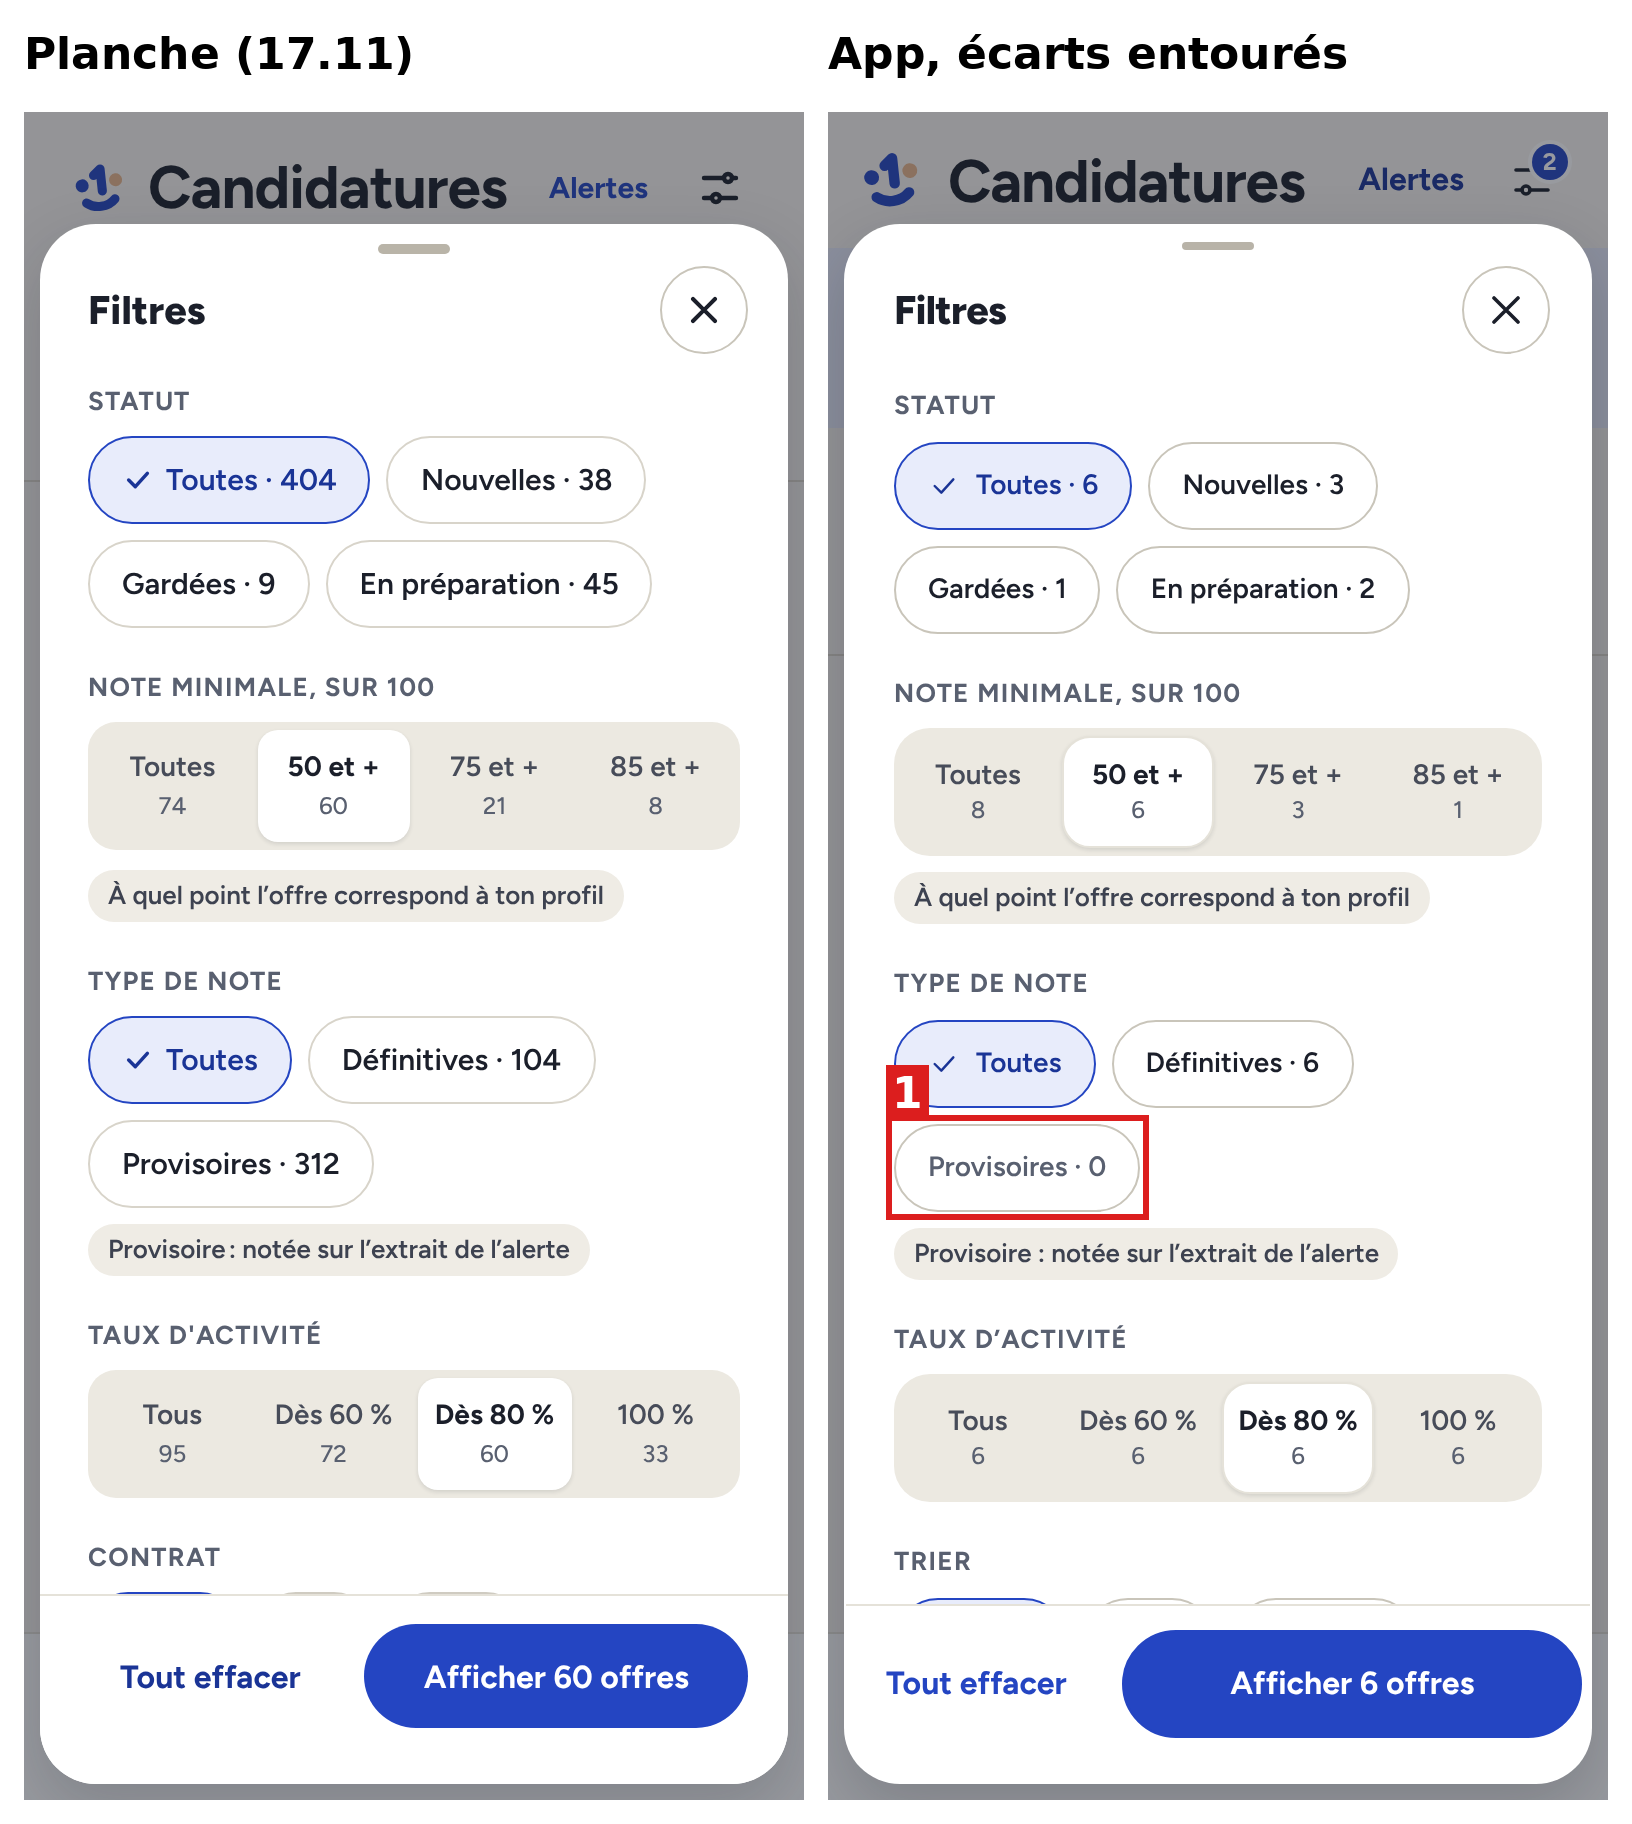 Planche (17.11)
Candidatures Alertes
Filtres
STATUT
Toutes · 404 Nouvelles · 38
Gardées · 9 En préparation · 45
NOTE MINIMALE, SUR 100
Toutes 50 et + 75 et + 85 et +
74 60 21 8
À quel point l’offre correspond à ton profil
TYPE DE NOTE
Toutes Définitives · 104
Provisoires · 312
Provisoire : notée sur l’extrait de l’alerte
TAUX D'ACTIVITÉ
Tous Dès 60 % Dès 80 % 100 %
95 72 60 33
CONTRAT
Tout effacer Afficher 60 offres
App, écarts entourés
Candidatures Alertes 2
Filtres
STATUT
Toutes · 6 Nouvelles · 3
Gardées · 1 En préparation · 2
NOTE MINIMALE, SUR 100
Toutes 50 et + 75 et + 85 et +
8 6 3 1
À quel point l’offre correspond à ton profil
TYPE DE NOTE
Toutes Définitives · 6
1
Provisoires · 0
Provisoire : notée sur l’extrait de l’alerte
TAUX D’ACTIVITÉ
Tous Dès 60 % Dès 80 % 100 %
6 6 6 6
TRIER
Tout effacer Afficher 6 offres